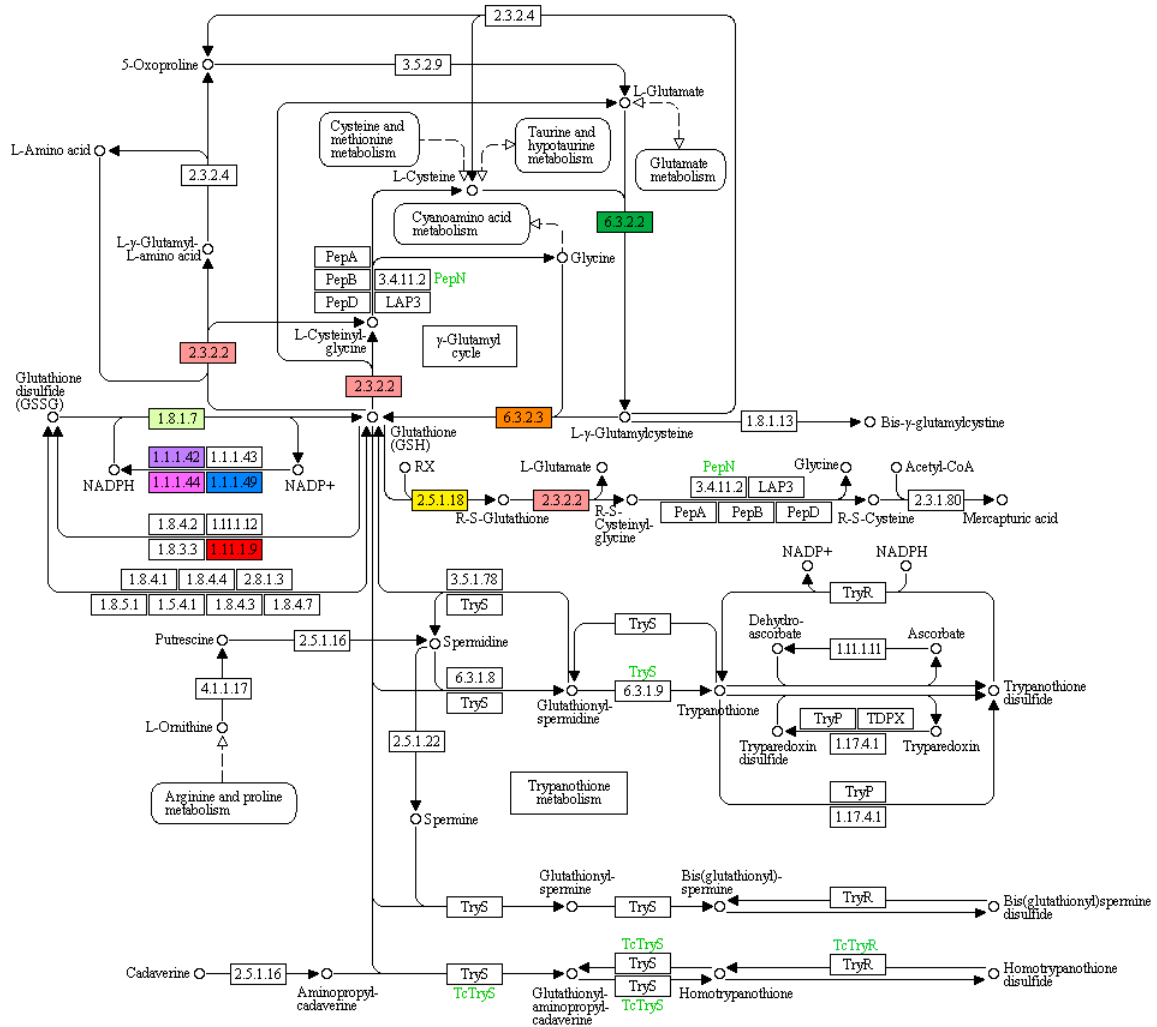 2.3.2.4
5-Oxoproline
3.5.2.9
L-Glutamate
Cysteine and
methionine
metabolism
Taurine and
hypotaurine
metabolism
L-Amino acid
2.3.2.4
L-Cysteine
Glutamate
metabolism
Cyanoamino acid
metabolism
6.3.2.2
L-γ-Glutamyl-
L-amino acid
PepA
Glycine
PepB
3.4.11.2
PepN
PepD
LAP3
L-Cysteinyl-
glycine
γ-Glutamyl
cycle
2.3.2.2
2.3.2.2
Glutathione
disulfide
(GSSG)
1.8.1.7
Glutathione
(GSH)
6.3.2.3
L-γ-Glutamylcysteine
1.8.1.13
Bis-γ-glutamylcystine
1.1.1.42
1.1.1.43
NADPH
1.1.1.44
1.1.1.49
NADP+
RX
L-Glutamate
PepN
Glycine
Acetyl-CoA
2.5.1.18
R-S-Glutathione
2.3.2.2
R-S-
Cysteinyl-
glycine
3.4.11.2
LAP3
PepA
PepB
PepD
R-S-Cysteine
2.3.1.80
Mercapturic acid
1.8.4.2
1.11.1.12
1.8.3.3
1.11.1.9
1.8.4.1
1.8.4.4
2.8.1.3
1.8.5.1
1.5.4.1
1.8.4.3
1.8.4.7
3.5.1.78
TryS
NADP+
NADPH
TryR
Putrescine
2.5.1.16
Spermidine
TryS
Dehydro-
ascorbate
Ascorbate
1.11.1.11
4.1.1.17
6.3.1.8
TryS
Glutathionyl-
spermidine
TryS
6.3.1.9
Trypanothione
Trypanothione
disulfide
L-Ornithine
2.5.1.22
TryP
TDPX
1.17.4.1
Tryparedoxin
disulfide
Tryparedoxin
Arginine and proline
metabolism
Trypanothione
metabolism
TryP
1.17.4.1
Spermine
Glutathionyl-
spermine
Bis(glutathionyl)-
spermine
TryS
TryS
TryR
Bis(glutathionyl)spermine
disulfide
Cadaverine
2.5.1.16
Aminopropyl-
cadaverine
TryS
TcTryS
Glutathionyl-
aminopropyl-
cadaverine
TcTryS
TryS
TryS
TcTryS
Homotrypanothione
TcTryR
TryR
Homotrypanothione
disulfide